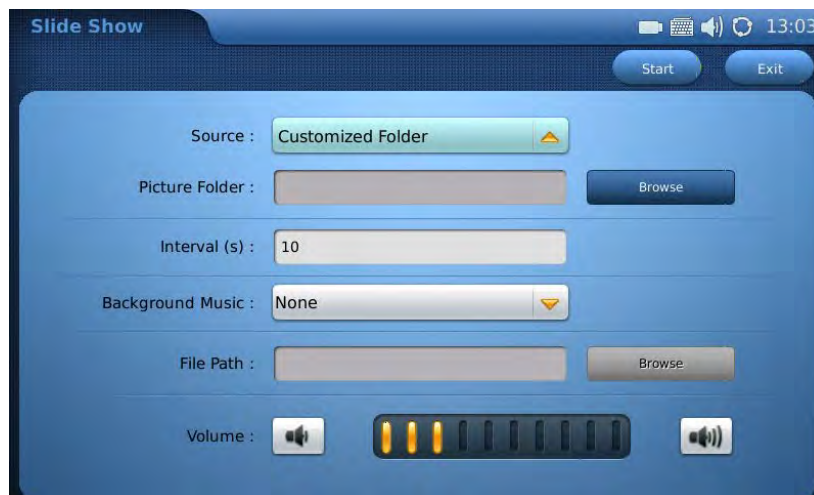 Slide Show 13:03
Start Exit
Source : Customized Folder
Picture Folder : Browse
Interval (s) : 10
Background Music : None
File Path : Browse
Volume :